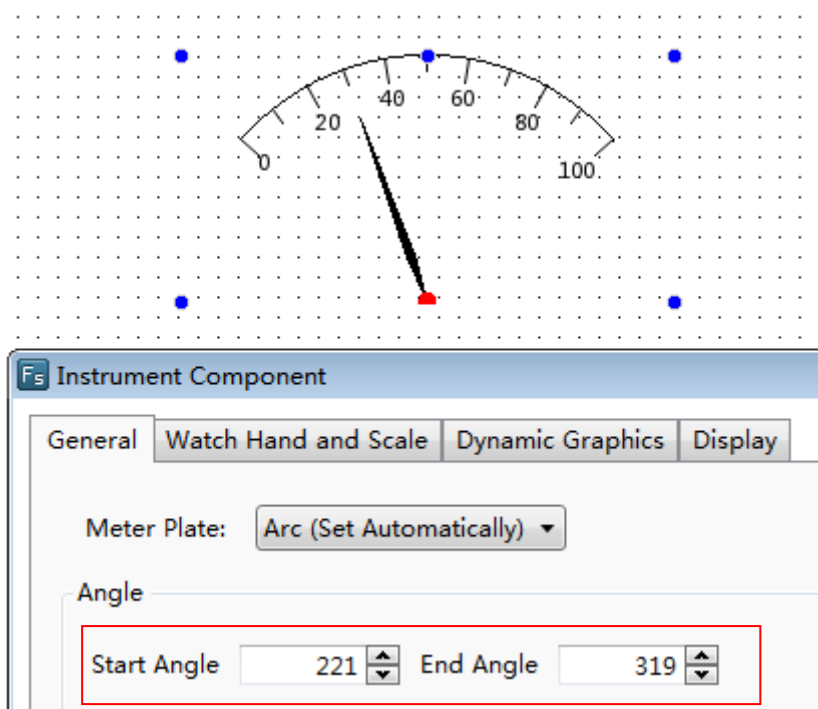 40 60
20 80
0 100
Fs Instrument Component
General Watch Hand and Scale Dynamic Graphics Display
Meter Plate: Arc (Set Automatically)
Angle
Start Angle 221 End Angle 319